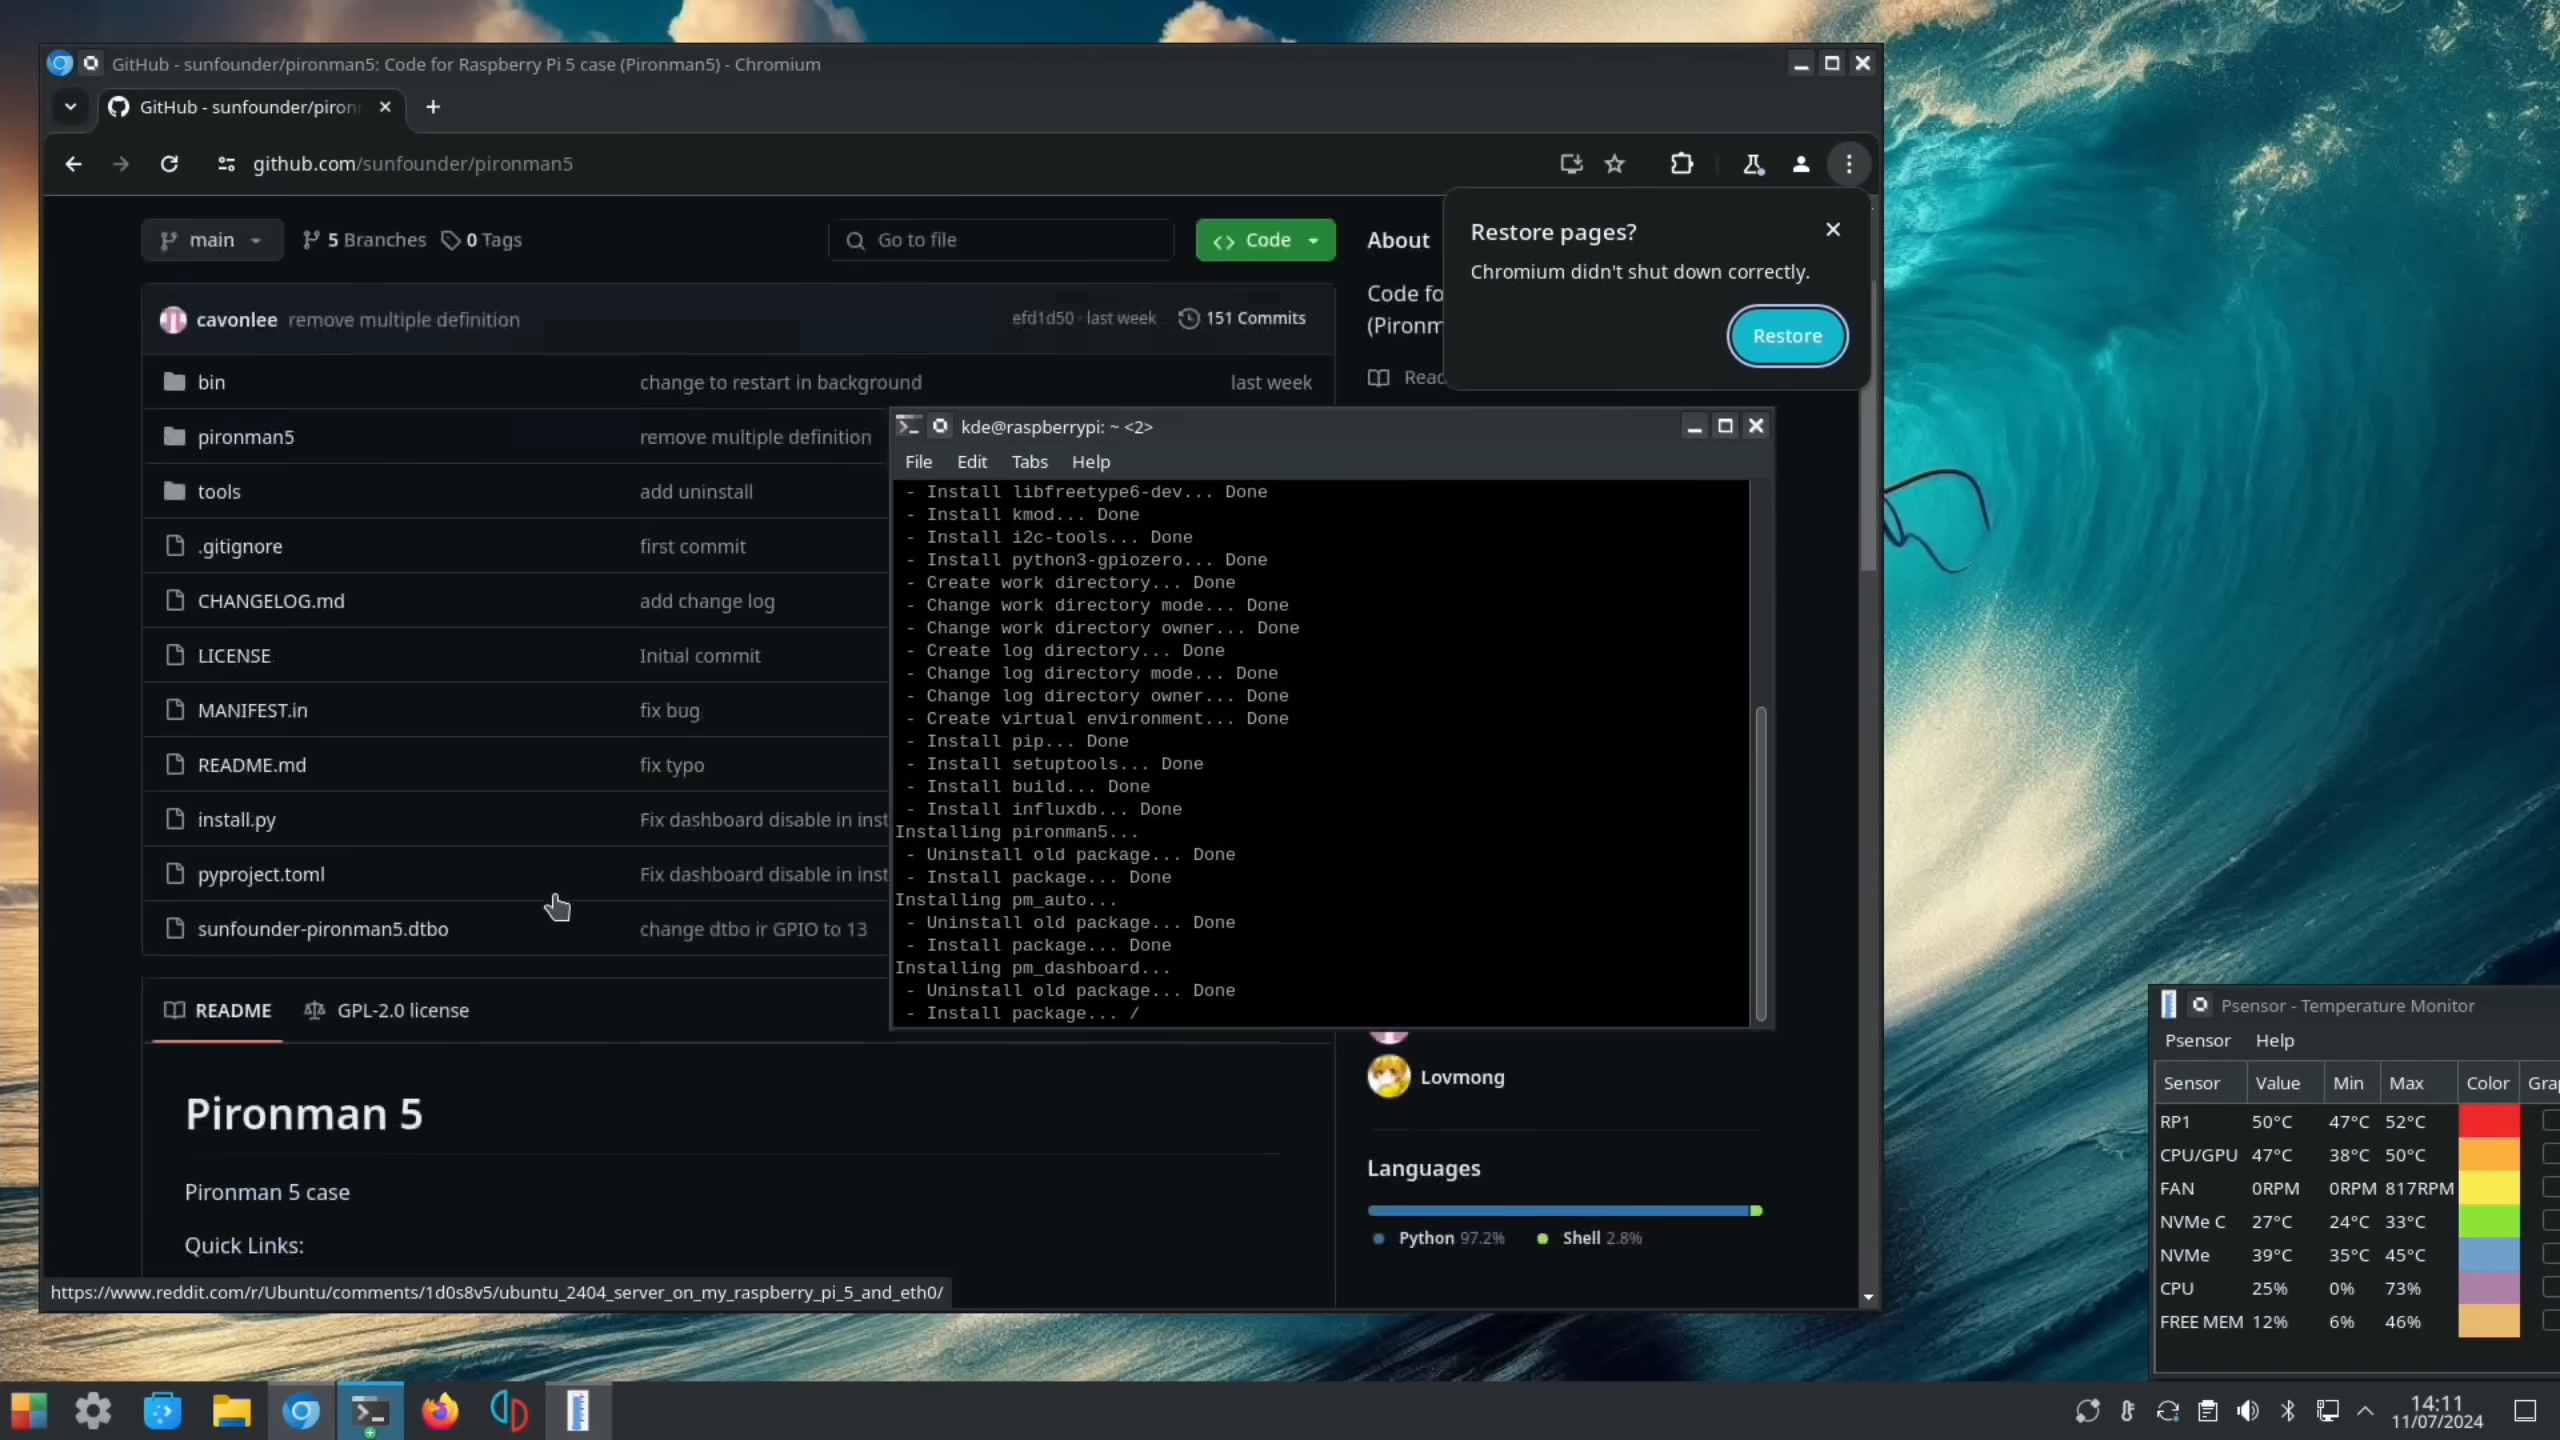 GitHub - sunfounder/pironman5: Code for Raspberry Pi 5 case (Pironman5) - Chromium
GitHub - sunfounder/piron
github.com/sunfounder/pironman5
main
5 Branches
0 Tags
Go to file
Code
About
Code fo
(Pironm
Read
Restore pages?
Chromium didn't shut down correctly.
Restore
cavonlee remove multiple definition
efd1d50 · last week
151 Commits
bin
change to restart in background
last week
pironman5
remove multiple definition
tools
add uninstall
.gitignore
first commit
CHANGELOG.md
add change log
LICENSE
Initial commit
MANIFEST.in
fix bug
README.md
fix typo
install.py
Fix dashboard disable in inst
pyproject.toml
Fix dashboard disable in inst
sunfounder-pironman5.dtbo
change dtbo ir GPIO to 13
README
GPL-2.0 license
Pironman 5
Pironman 5 case
Quick Links:
https://www.reddit.com/r/Ubuntu/comments/1d0s8v5/ubuntu_2404_server_on_my_raspberry_pi_5_and_eth0/
kde@raspberrypi: ~ <2>
File Edit Tabs Help
- Install libfreetype6-dev... Done
- Install kmod... Done
- Install i2c-tools... Done
- Install python3-gpiozero... Done
- Create work directory... Done
- Change work directory mode... Done
- Change work directory owner... Done
- Create log directory... Done
- Change log directory mode... Done
- Change log directory owner... Done
- Create virtual environment... Done
- Install pip... Done
- Install setuptools... Done
- Install build... Done
- Install influxdb... Done
Installing pironman5...
- Uninstall old package... Done
- Install package... Done
Installing pm_auto...
- Uninstall old package... Done
- Install package... Done
Installing pm_dashboard...
- Uninstall old package... Done
- Install package... /
Lovmong
Languages
Python 97.2%
Shell 2.8%
Psensor - Temperature Monitor
Psensor Help
Sensor Value Min Max Color Grap
RP1 50°C 47°C 52°C
CPU/GPU 47°C 38°C 50°C
FAN 0RPM 0RPM 817RPM
NVMe C 27°C 24°C 33°C
NVMe 39°C 35°C 45°C
CPU 25% 0% 73%
FREE MEM 12% 6% 46%
14:11
11/07/2024